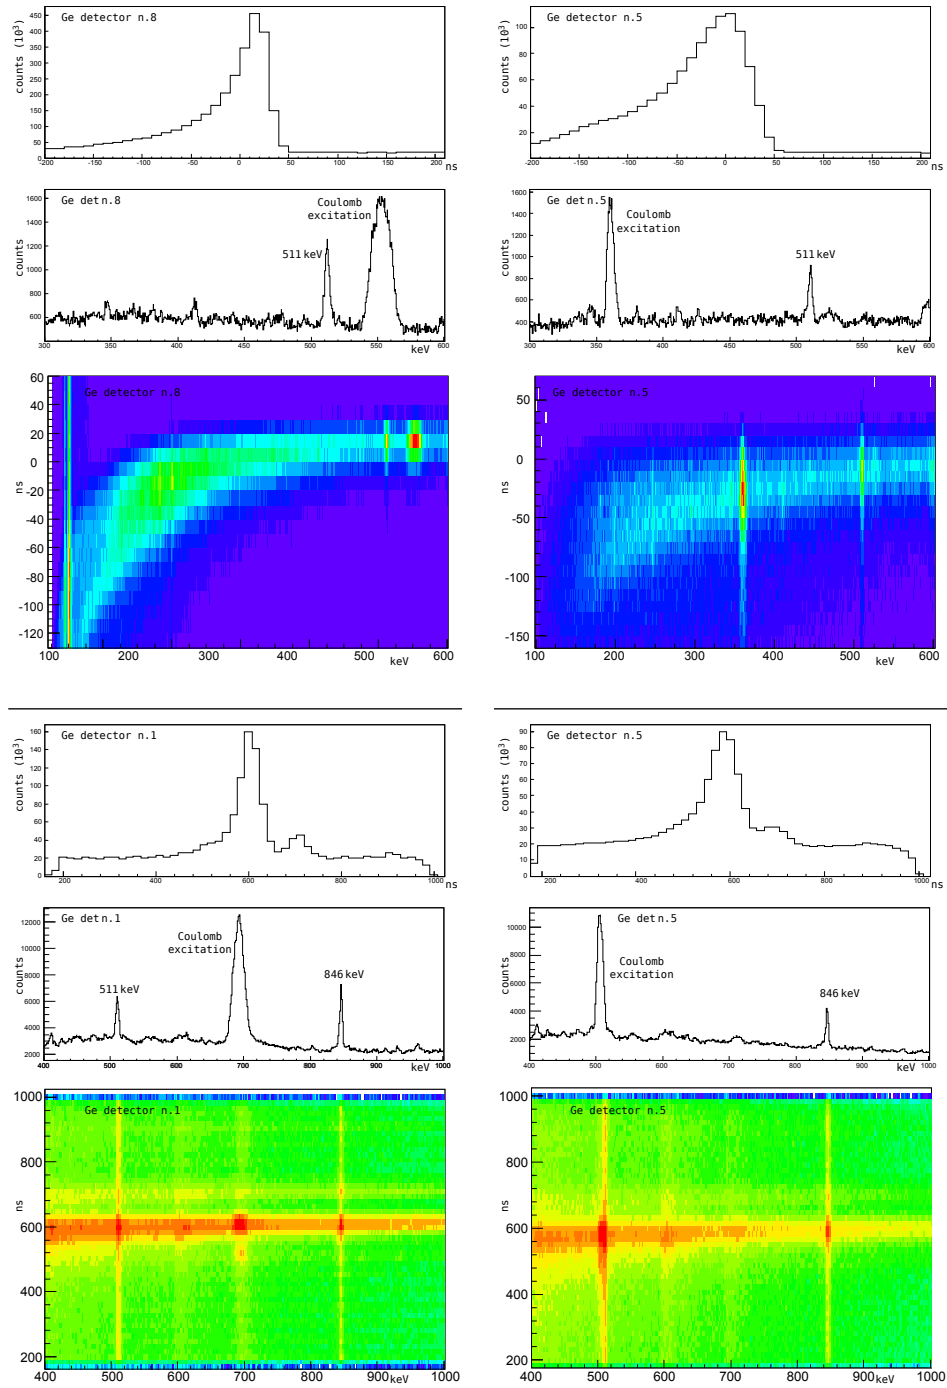 Ge detector n.8
counts (10³)
450
400
350
300
250
200
150
100
50
0
-200 -150 -100 -50 0 50 100 150 200
ns
Ge detector n.5
counts (10³)
100
80
60
40
20
-200 -150 -100 -50 0 50 100 150 200
ns
Ge det n.8
Coulomb
excitation
511 keV
counts
1600
1400
1200
1000
800
600
300 350 400 450 500 550 600
keV
Ge det n.5
Coulomb
excitation
511 keV
counts
1600
1400
1200
1000
800
600
400
300 350 400 450 500 550 600
keV
Ge detector n.8
ns
60
40
20
0
-20
-40
-60
-80
-100
-120
100 200 300 400 500 600
keV
Ge detector n.5
ns
50
0
-50
-100
-150
100 200 300 400 500 600
keV
Ge detector n.1
counts (10³)
160
140
120
100
80
60
40
20
0
200 400 600 800 1000
ns
Ge detector n.5
counts (10³)
90
80
70
60
50
40
30
20
10
0
200 400 600 800 1000
ns
Ge det n.1
Coulomb
excitation
511 keV
846 keV
counts
12000
10000
8000
6000
4000
2000
400 500 600 700 800 900 1000
keV
Ge det n.5
Coulomb
excitation
846 keV
counts
10000
8000
6000
4000
2000
400 500 600 700 800 900 1000
keV
Ge detector n.1
ns
1000
800
600
400
200
400 500 600 700 800 900 1000
keV
Ge detector n.5
ns
1000
800
600
400
200
400 500 600 700 800 900 1000
keV